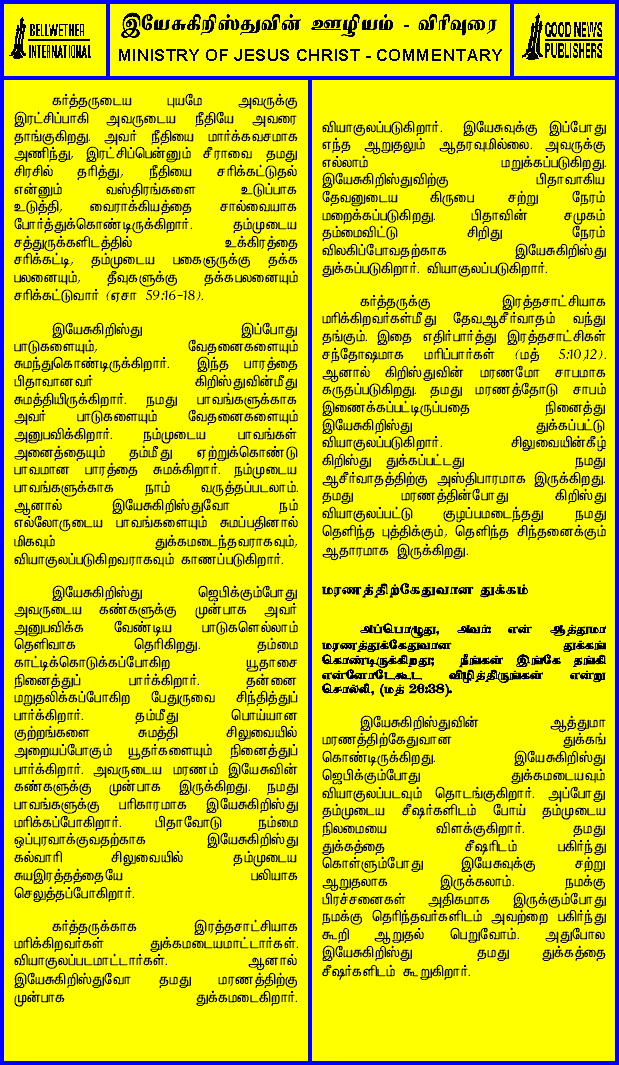 BELLWETHER
INTERNATIONAL
இயேசுகிறிஸ்துவின் ஊழியம் - விரிவுரை
MINISTRY OF JESUS CHRIST - COMMENTARY
GOOD NEWS
PUBLISHERS
கர்த்தருடைய புயமே அவருக்கு
இரட்சிப்பாகி அவருடைய நீதியே அவரை
தாங்குகிறது. அவர் நீதியை மார்க்கவசமாக
அணிந்து, இரட்சிப்பென்னும் சீராவை தமது
சிரசில் தரித்து, நீதியை சரிக்கட்டுதல்
என்னும் வஸ்திரங்களை உடுப்பாக
உடுத்தி, வைராக்கியத்தை சால்வையாக
போர்த்துக்கொண்டிருக்கிறார். தம்முடைய
சத்துருக்களிடத்தில் உக்கிரத்தை
சரிக்கட்டி, தம்முடைய பகைஞருக்கு தக்க
பலனையும், தீவுகளுக்கு தக்கபலனையும்
சரிக்கட்டுவார் (ஏசா 59:16-18).
இயேசுகிறிஸ்து இப்போது
பாடுகளையும், வேதனைகளையும்
சுமந்துகொண்டிருக்கிறார். இந்த பாரத்தை
பிதாவானவர் கிறிஸ்துவின்மீது
சுமத்தியிருக்கிறார். நமது பாவங்களுக்காக
அவர் பாடுகளையும் வேதனைகளையும்
அனுபவிக்கிறார். நம்முடைய பாவங்கள்
அனைத்தையும் தம்மீது ஏற்றுக்கொண்டு
பாவமான பாரத்தை சுமக்கிறார். நம்முடைய
பாவங்களுக்காக நாம் வருத்தப்படலாம்.
ஆனால் இயேசுகிறிஸ்துவோ நம்
எல்லோருடைய பாவங்களையும் சுமப்பதினால்
மிகவும் துக்கமடைந்தவராகவும்,
வியாகுலப்படுகிறவராகவும் காணப்படுகிறார்.
இயேசுகிறிஸ்து ஜெபிக்கும்போது
அவருடைய கண்களுக்கு முன்பாக அவர்
அனுபவிக்க வேண்டிய பாடுகளெல்லாம்
தெளிவாக தெரிகிறது. தம்மை
காட்டிக்கொடுக்கப்போகிற யூதாசை
நினைத்துப் பார்க்கிறார். தன்னை
மறுதலிக்கப்போகிற பேதுருவை சிந்தித்துப்
பார்க்கிறார். தம்மீது பொய்யான
குற்றங்களை சுமத்தி சிலுவையில்
அறையப்போகும் யூதர்களையும் நினைத்துப்
பார்க்கிறார். அவருடைய மரணம் இயேசுவின்
கண்களுக்கு முன்பாக இருக்கிறது. நமது
பாவங்களுக்கு பரிகாரமாக இயேசுகிறிஸ்து
மரிக்கப்போகிறார். பிதாவோடு நம்மை
ஒப்புரவாக்குவதற்காக இயேசுகிறிஸ்து
கல்வாரி சிலுவையில் தம்முடைய
சுயஇரத்தத்தையே பலியாக
செலுத்தப்போகிறார்.
கர்த்தருக்காக இரத்தசாட்சியாக
மரிக்கிறவர்கள் துக்கமடையமாட்டார்கள்.
வியாகுலப்படமாட்டார்கள். ஆனால்
இயேசுகிறிஸ்துவோ தமது மரணத்திற்கு
முன்பாக துக்கமடைகிறார்.
வியாகுலப்படுகிறார். இயேசுவுக்கு இப்போது
எந்த ஆறுதலும் ஆதரவுமில்லை. அவருக்கு
எல்லாம் மறுக்கப்படுகிறது.
இயேசுகிறிஸ்துவிற்கு பிதாவாகிய
தேவனுடைய கிருபை சற்று நேரம்
மறைக்கப்படுகிறது. பிதாவின் சமுகம்
தம்மைவிட்டு சிறிது நேரம்
விலகிப்போவதற்காக இயேசுகிறிஸ்து
துக்கப்படுகிறார். வியாகுலப்படுகிறார்.
கர்த்தருக்கு இரத்தசாட்சியாக
மரிக்கிறவர்கள்மீது தேவஆசீர்வாதம் வந்து
தங்கும். இதை எதிர்பார்த்து இரத்தசாட்சிகள்
சந்தோஷமாக மரிப்பார்கள் (மத் 5:10,12).
ஆனால் கிறிஸ்துவின் மரணமோ சாபமாக
கருதப்படுகிறது. தமது மரணத்தோடு சாபம்
இணைக்கப்பட்டிருப்பதை நினைத்து
இயேசுகிறிஸ்து துக்கப்பட்டு
வியாகுலப்படுகிறார். சிலுவையின்கீழ்
கிறிஸ்து துக்கப்பட்டது நமது
ஆசீர்வாதத்திற்கு அஸ்திபாரமாக இருக்கிறது.
தமது மரணத்தின்போது கிறிஸ்து
வியாகுலப்பட்டு குழப்பமடைந்தது நமது
தெளிந்த புத்திக்கும், தெளிந்த சிந்தனைக்கும்
ஆதாரமாக இருக்கிறது.
மரணத்திற்கேதுவான துக்கம்
அப்பொழுது, அவர்: என் ஆத்துமா
மரணத்துக்கேதுவான துக்கங்
கொண்டிருக்கிறது; நீங்கள் இங்கே தங்கி
என்னோடேகூட விழித்திருங்கள் என்று
சொல்லி, (மத் 26:38).
இயேசுகிறிஸ்துவின் ஆத்துமா
மரணத்திற்கேதுவான துக்கங்
கொண்டிருக்கிறது. இயேசுகிறிஸ்து
ஜெபிக்கும்போது துக்கமடையவும்
வியாகுலப்படவும் தொடங்குகிறார். அப்போது
தம்முடைய சீஷர்களிடம் போய் தம்முடைய
நிலமையை விளக்குகிறார். தமது
துக்கத்தை சீஷரிடம் பகிர்ந்து
கொள்ளும்போது இயேசுவுக்கு சற்று
ஆறுதலாக இருக்கலாம். நமக்கு
பிரச்சனைகள் அதிகமாக இருக்கும்போது
நமக்கு தெரிந்தவர்களிடம் அவற்றை பகிர்ந்து
கூறி ஆறுதல் பெறுவோம். அதுபோல
இயேசுகிறிஸ்து தமது துக்கத்தை
சீஷர்களிடம் கூறுகிறார்.